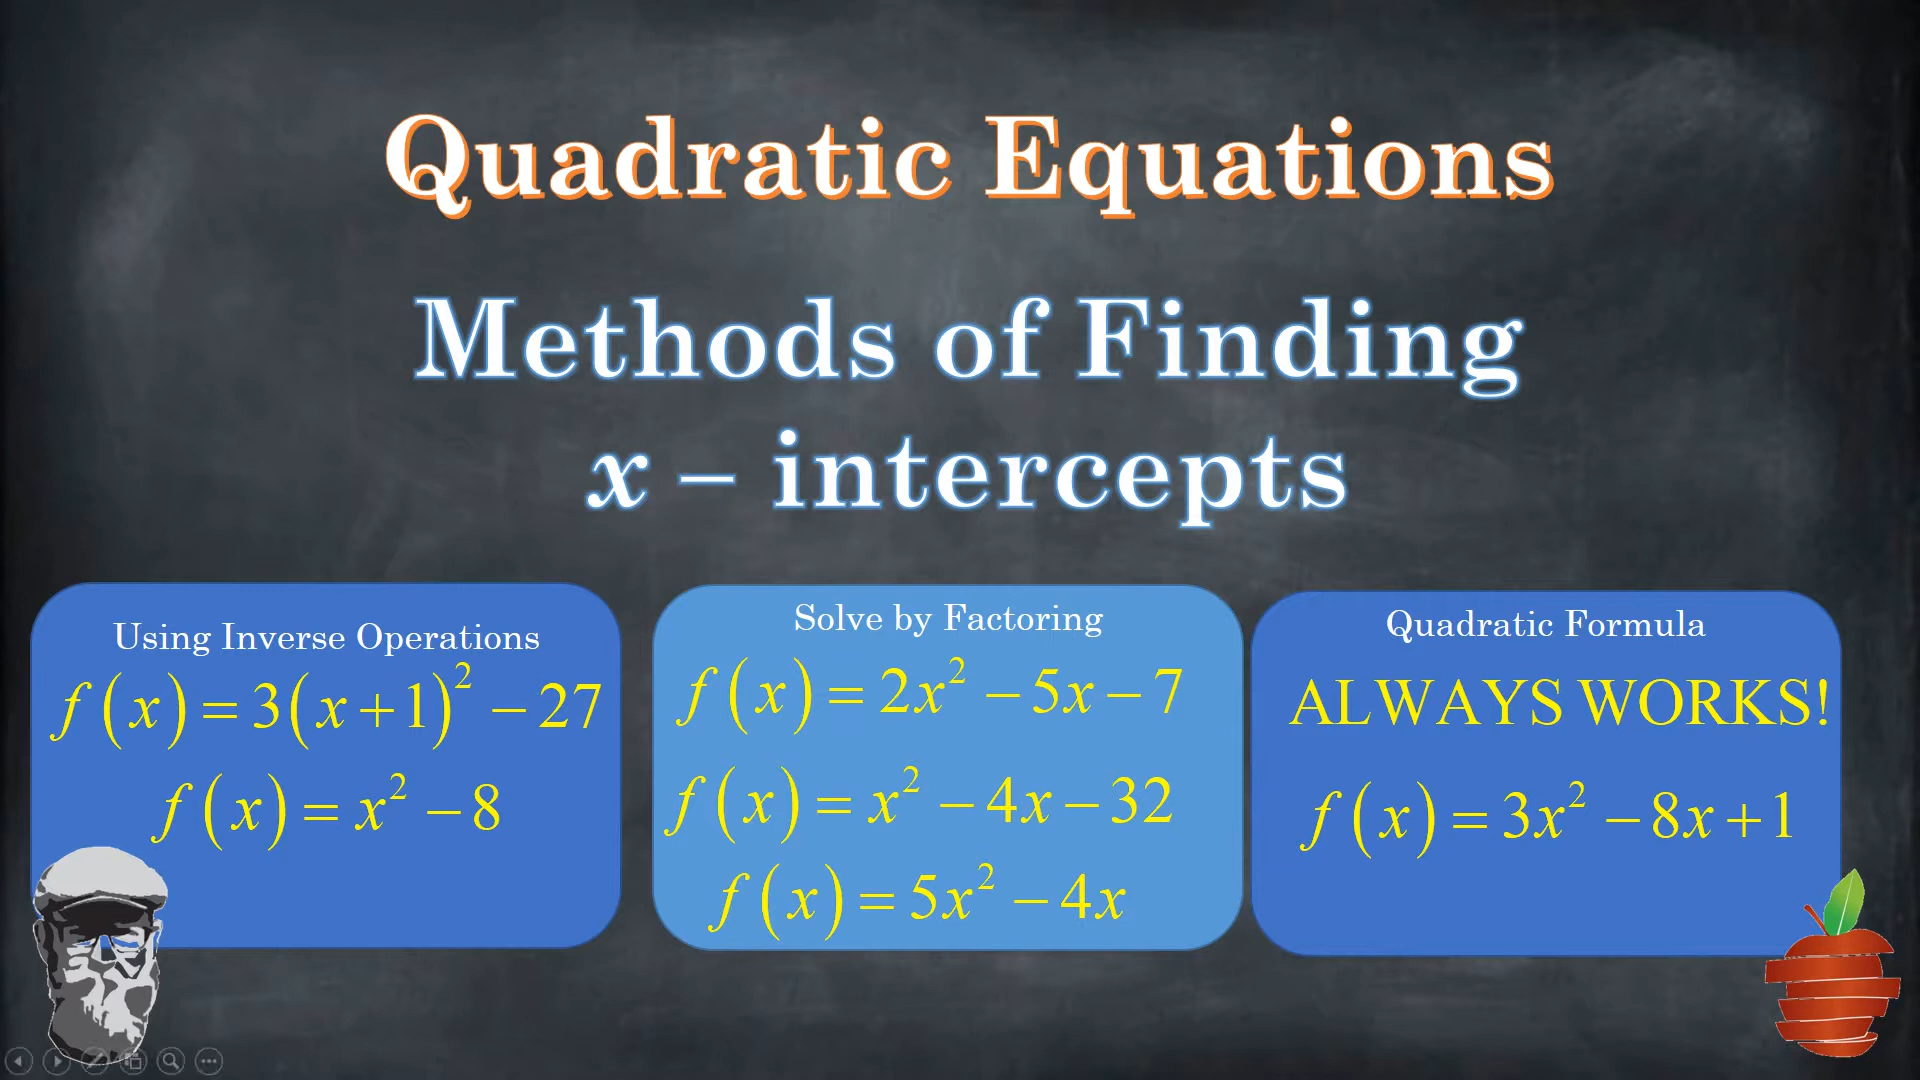 Quadratic Equations
Methods of Finding
x – intercepts
Using Inverse Operations
f(x) = 3(x+1)² − 27
f(x) = x² − 8
Solve by Factoring
f(x) = 2x² − 5x − 7
f(x) = x² − 4x − 32
f(x) = 5x² − 4x
Quadratic Formula
ALWAYS WORKS!
f(x) = 3x² − 8x + 1